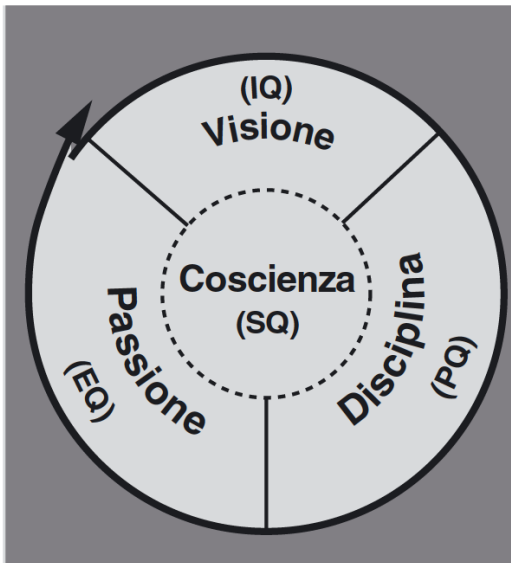 (IQ)
Visione
Coscienza
(SQ)
Passione
(EQ)
Disciplina
(PQ)